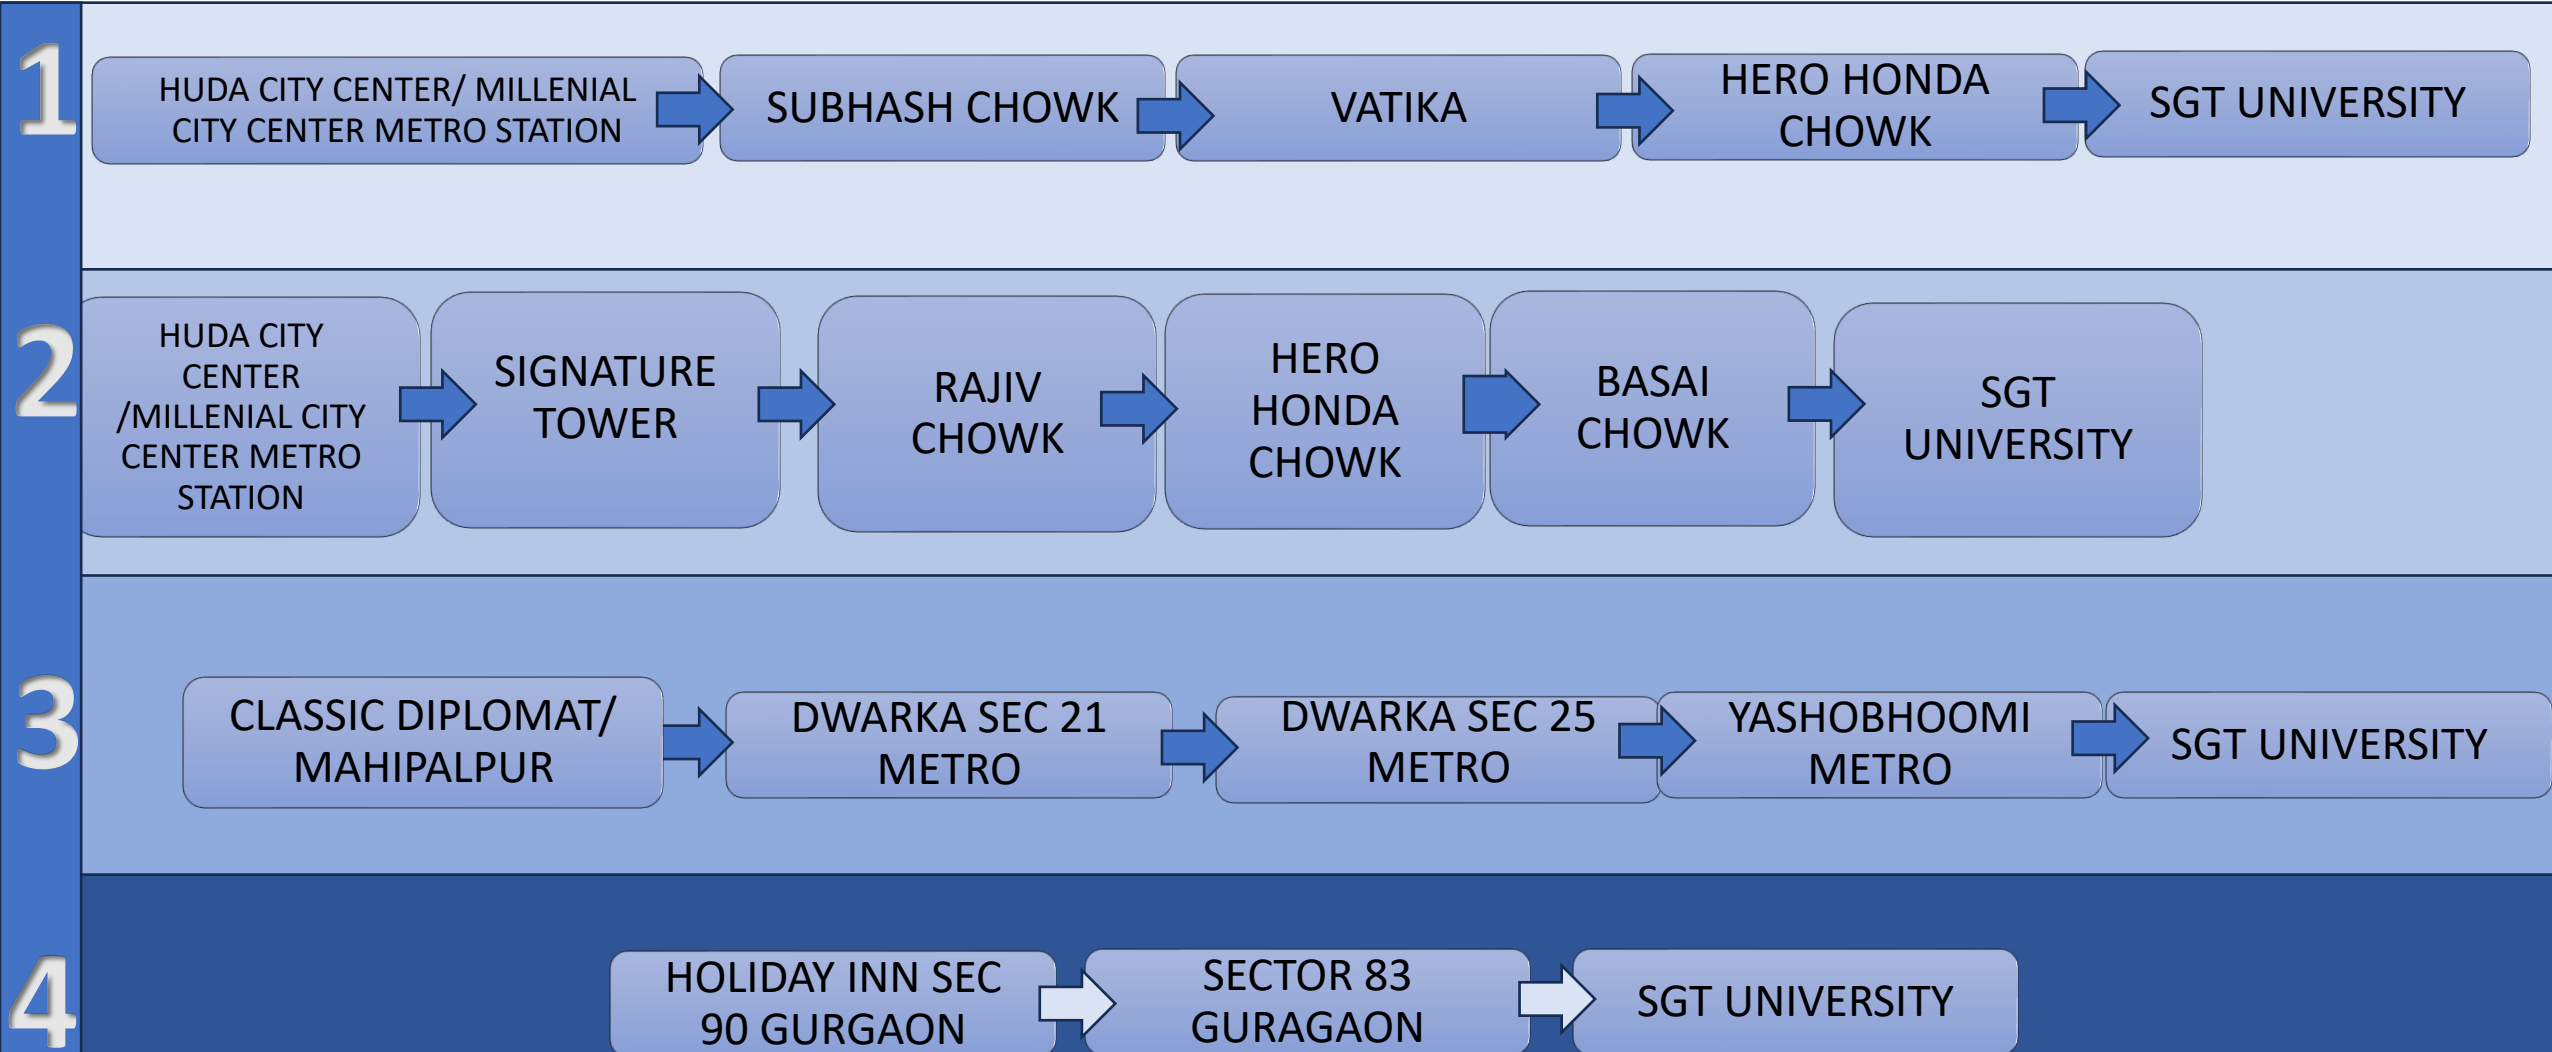 1
HUDA CITY CENTER/ MILLENIAL
CITY CENTER METRO STATION
SUBHASH CHOWK
VATIKA
HERO HONDA
CHOWK
SGT UNIVERSITY
2
HUDA CITY
CENTER
/MILLENIAL CITY
CENTER METRO
STATION
SIGNATURE
TOWER
RAJIV
CHOWK
HERO
HONDA
CHOWK
BASAI
CHOWK
SGT
UNIVERSITY
3
CLASSIC DIPLOMAT/
MAHIPALPUR
DWARKA SEC 21
METRO
DWARKA SEC 25
METRO
YASHOBHOOMI
METRO
SGT UNIVERSITY
4
HOLIDAY INN SEC
90 GURGAON
SECTOR 83
GURAGAON
SGT UNIVERSITY